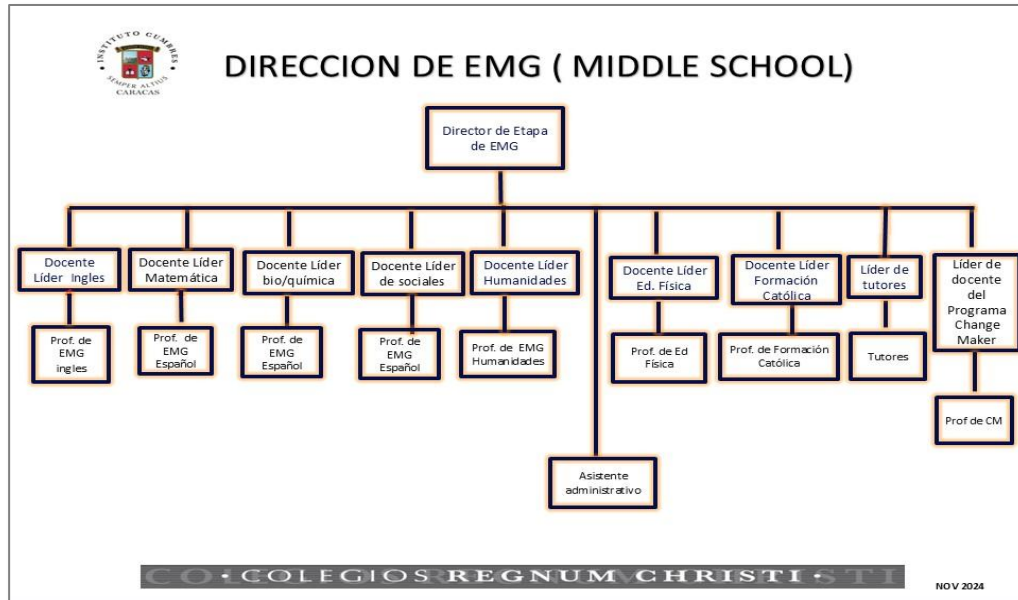 INSTITUTO CUMBRES
SEMPER ALTIUS
CARACAS
DIRECCION DE EMG ( MIDDLE SCHOOL)
Director de Etapa
de EMG
Docente
Líder Ingles
Docente Líder
Matemática
Docente Líder
bio/química
Docente Líder
de sociales
Docente Líder
Humanidades
Docente Líder
Ed. Física
Docente Líder
Formación
Católica
Líder de
tutores
Líder de
docente
del
Programa
Change
Maker
Prof. de
EMG
ingles
Prof. de
EMG
Español
Prof. de
EMG
Español
Prof. de
EMG
Español
Prof. de EMG
Humanidades
Prof. de Ed
Física
Prof. de Formación
Católica
Tutores
Prof de CM
Asistente
administrativo
• COLEGIOS REGNUM CHRISTI •
NOV 2024